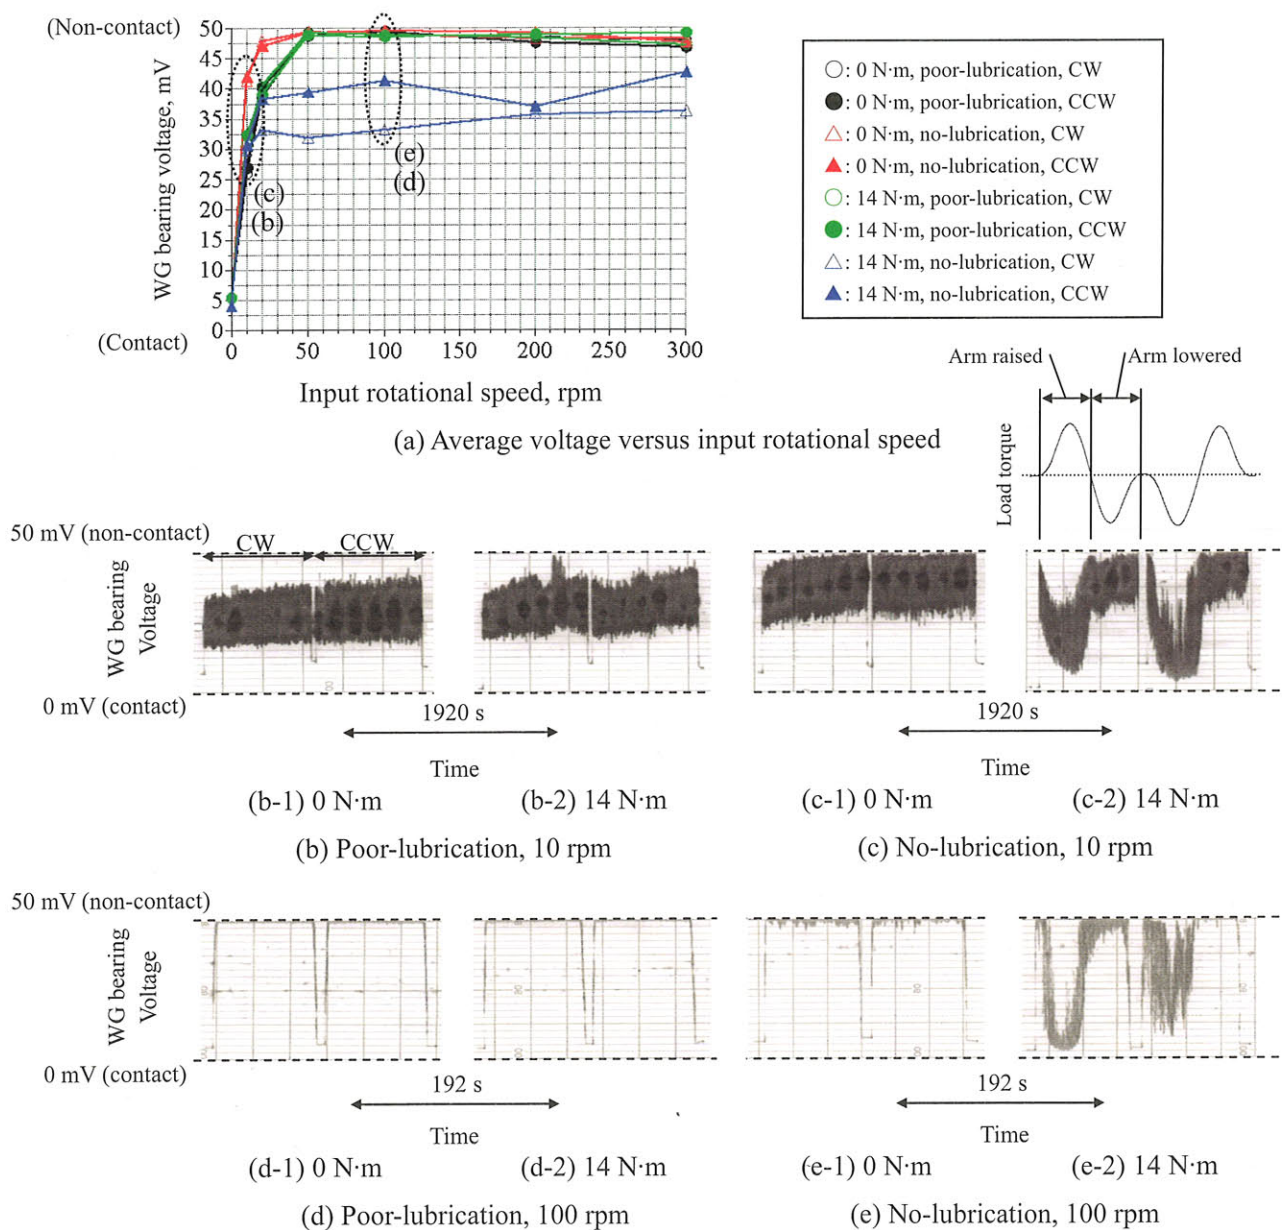 (Non-contact)
50
45
40
35
30
25
20
15
10
5
0
WG bearing voltage, mV
(Contact)
0 50 100 150 200 250 300
Input rotational speed, rpm
(c)
(b)
(e)
(d)
○: 0 N·m, poor-lubrication, CW
●: 0 N·m, poor-lubrication, CCW
△: 0 N·m, no-lubrication, CW
▲: 0 N·m, no-lubrication, CCW
○: 14 N·m, poor-lubrication, CW
●: 14 N·m, poor-lubrication, CCW
△: 14 N·m, no-lubrication, CW
▲: 14 N·m, no-lubrication, CCW
(a) Average voltage versus input rotational speed
Arm raised Arm lowered
Load torque
50 mV (non-contact)
CW CCW
WG bearing
Voltage
0 mV (contact)
1920 s 1920 s
Time Time
(b-1) 0 N·m (b-2) 14 N·m (c-1) 0 N·m (c-2) 14 N·m
(b) Poor-lubrication, 10 rpm (c) No-lubrication, 10 rpm
50 mV (non-contact)
WG bearing
Voltage
0 mV (contact)
192 s 192 s
Time Time
(d-1) 0 N·m (d-2) 14 N·m (e-1) 0 N·m (e-2) 14 N·m
(d) Poor-lubrication, 100 rpm (e) No-lubrication, 100 rpm